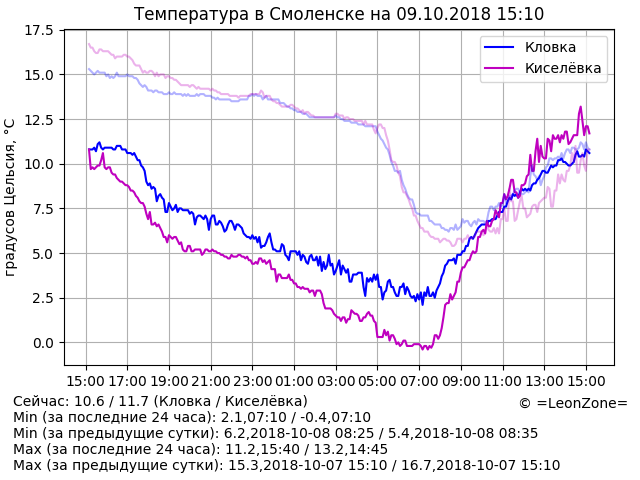 Температура в Смоленске на 09.10.2018 15:10
17.5
15.0
12.5
10.0
7.5
5.0
2.5
0.0
градусов Цельсия, °C
Кловка
Киселёвка
15:00 17:00 19:00 21:00 23:00 01:00 03:00 05:00 07:00 09:00 11:00 13:00 15:00
Сейчас: 10.6 / 11.7 (Кловка / Киселёвка)
© =LeonZone=
Min (за последние 24 часа): 2.1,07:10 / -0.4,07:10
Min (за предыдущие сутки): 6.2,2018-10-08 08:25 / 5.4,2018-10-08 08:35
Max (за последние 24 часа): 11.2,15:40 / 13.2,14:45
Max (за предыдущие сутки): 15.3,2018-10-07 15:10 / 16.7,2018-10-07 15:10